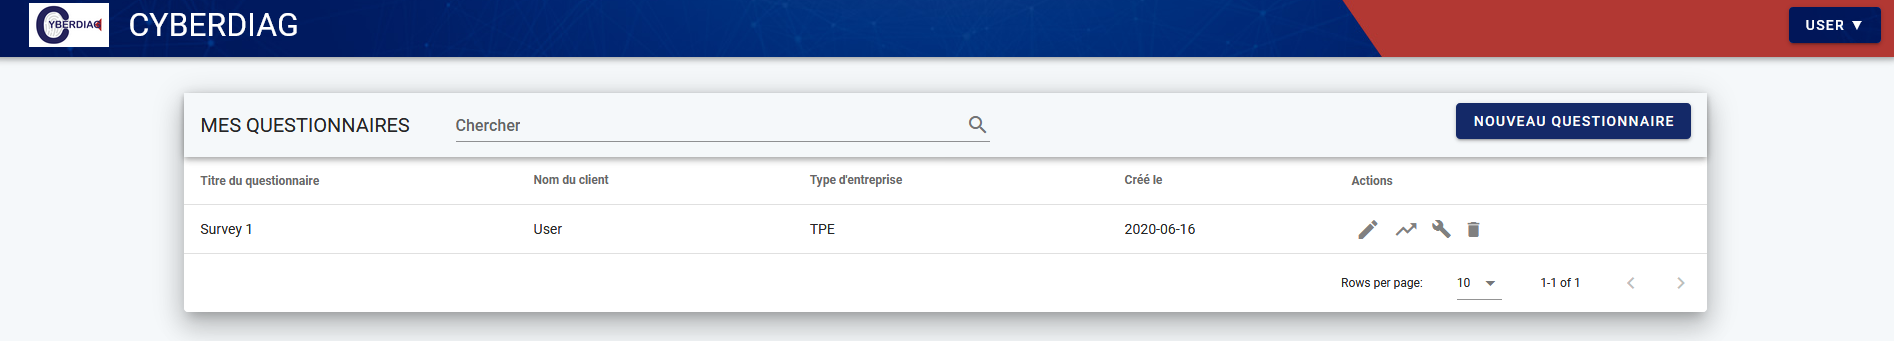 CYBERDIAG CYBERDIAG USER ▼
MES QUESTIONNAIRES Chercher NOUVEAU QUESTIONNAIRE
Titre du questionnaire Nom du client Type d'entreprise Créé le Actions
Survey 1 User TPE 2020-06-16
Rows per page: 10 1-1 of 1